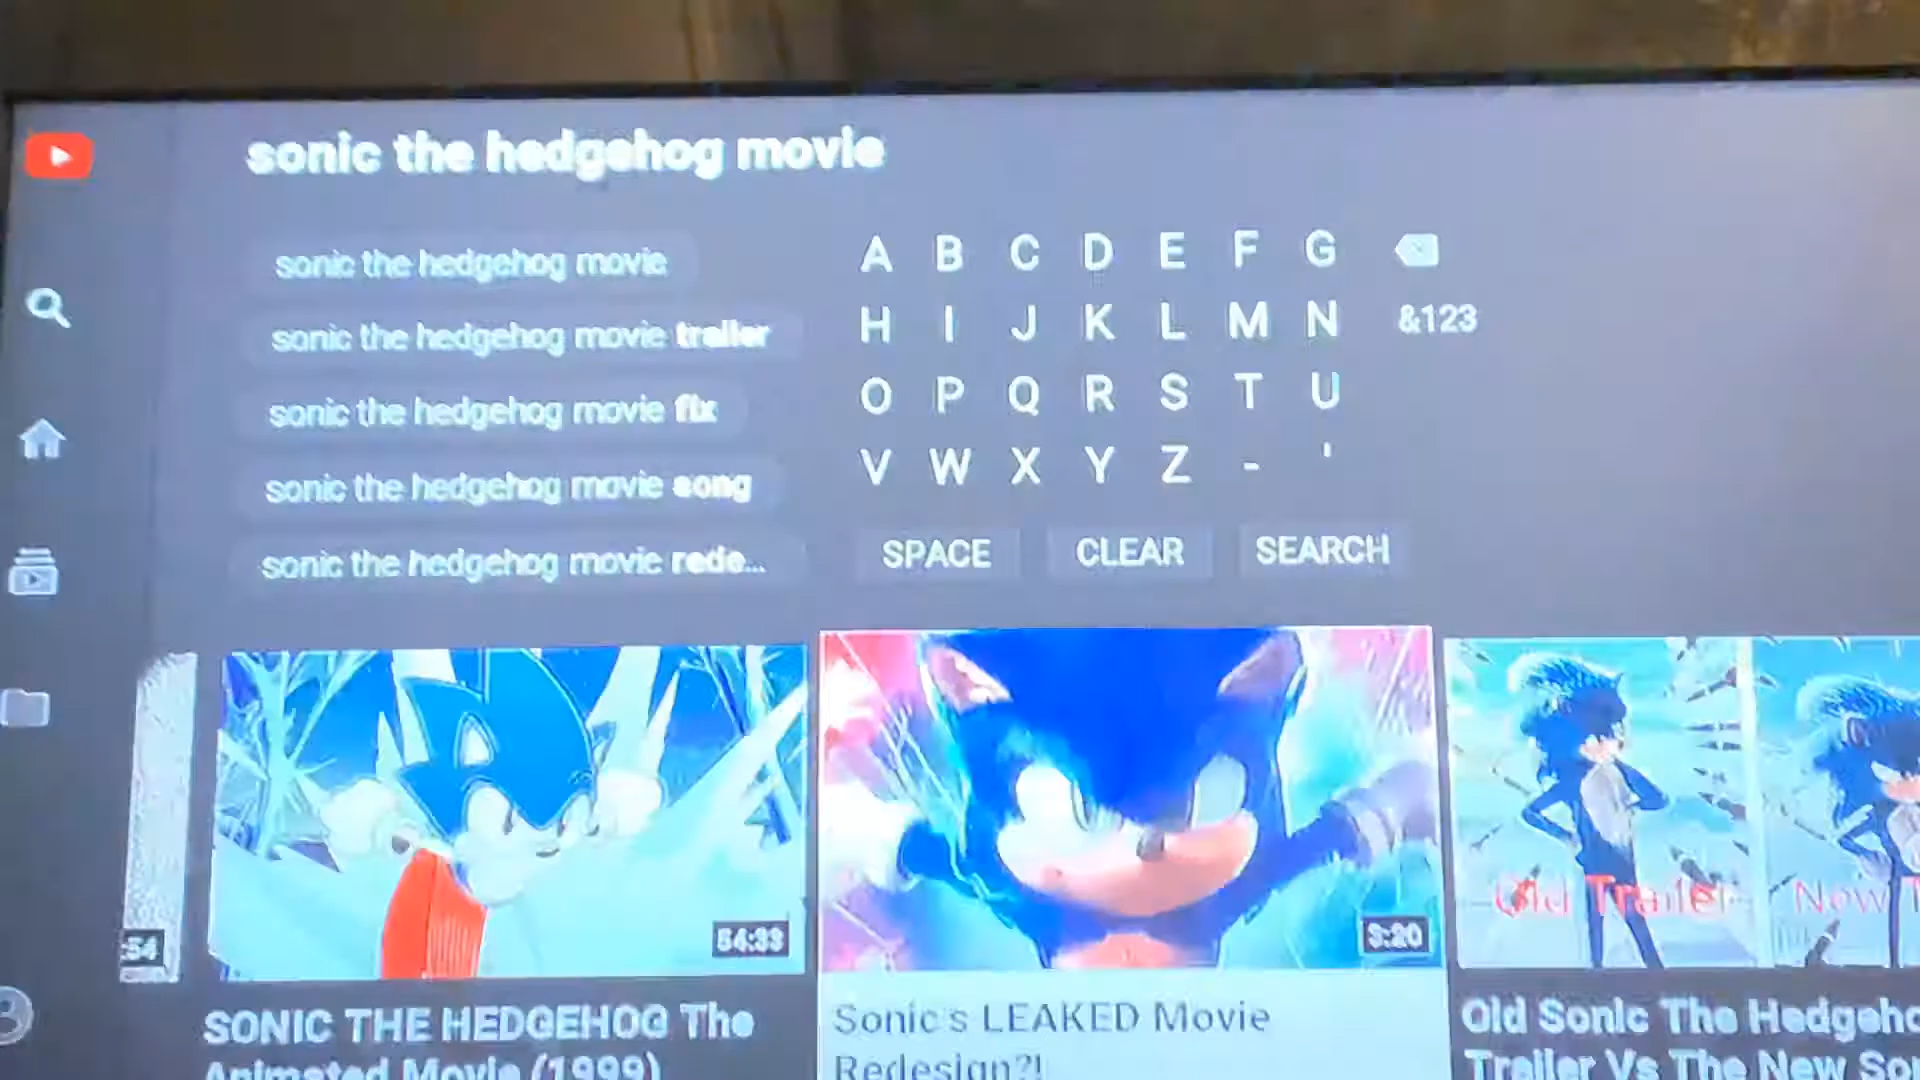 sonic the hedgehog movie
sonic the hedgehog movie
sonic the hedgehog movie trailer
sonic the hedgehog movie fix
sonic the hedgehog movie song
sonic the hedgehog movie rede...
A B C D E F G
H I J K L M N &123
O P Q R S T U
V W X Y Z - '
SPACE CLEAR SEARCH
:54
54:33
3:20
Old Trailer
New T
SONIC THE HEDGEHOG The
Animated Movie (1999)
Sonic's LEAKED Movie
Redesign?!
Old Sonic The Hedgeho
Trailer Vs The New Son